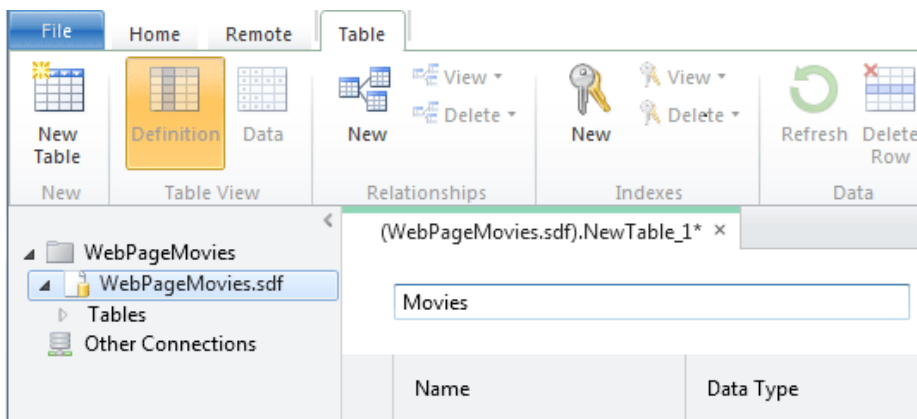 File Home Remote Table
View View
Delete Delete
New Table Definition Data New New Refresh Delete Row
New Table View Relationships Indexes Data
(WebPageMovies.sdf).NewTable_1* ×
WebPageMovies
WebPageMovies.sdf
Movies
Tables
Other Connections
Name Data Type